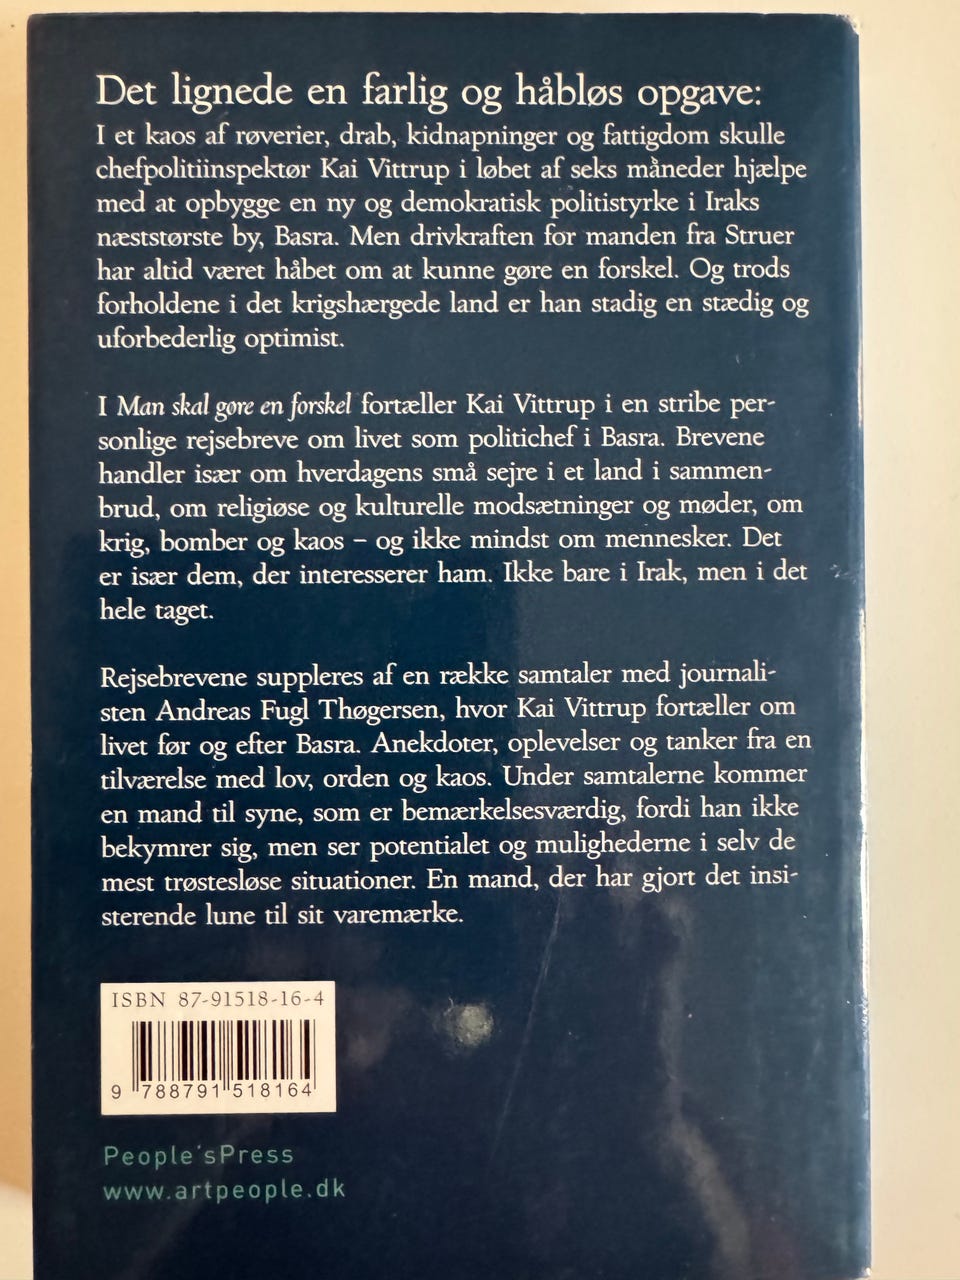 Det lignede en farlig og håbløs opgave:
I et kaos af røverier, drab, kidnapninger og fattigdom skulle
chefpolitiinspektør Kai Vittrup i løbet af seks måneder hjælpe
med at opbygge en ny og demokratisk politistyrke i Iraks
næststørste by, Basra. Men drivkraften for manden fra Struer
har altid været håbet om at kunne gøre en forskel. Og trods
forholdene i det krigshærgede land er han stadig en stædig og
uforbederlig optimist.
I Man skal gøre en forskel fortæller Kai Vittrup i en stribe per-
sonlige rejsebreve om livet som politichef i Basra. Brevene
handler især om hverdagens små sejre i et land i sammen-
brud, om religiøse og kulturelle modsætninger og møder, om
krig, bomber og kaos – og ikke mindst om mennesker. Det
er især dem, der interesserer ham. Ikke bare i Irak, men i det
hele taget.
Rejsebrevene suppleres af en række samtaler med journali-
sten Andreas Fugl Thøgersen, hvor Kai Vittrup fortæller om
livet før og efter Basra. Anekdoter, oplevelser og tanker fra en
tilværelse med lov, orden og kaos. Under samtalerne kommer
en mand til syne, som er bemærkelsesværdig, fordi han ikke
bekymrer sig, men ser potentialet og mulighederne i selv de
mest trøstesløse situationer. En mand, der har gjort det insi-
sterende lune til sit varemærke.
ISBN 87-91518-16-4
9 788791 518164
People'sPress
www.artpeople.dk